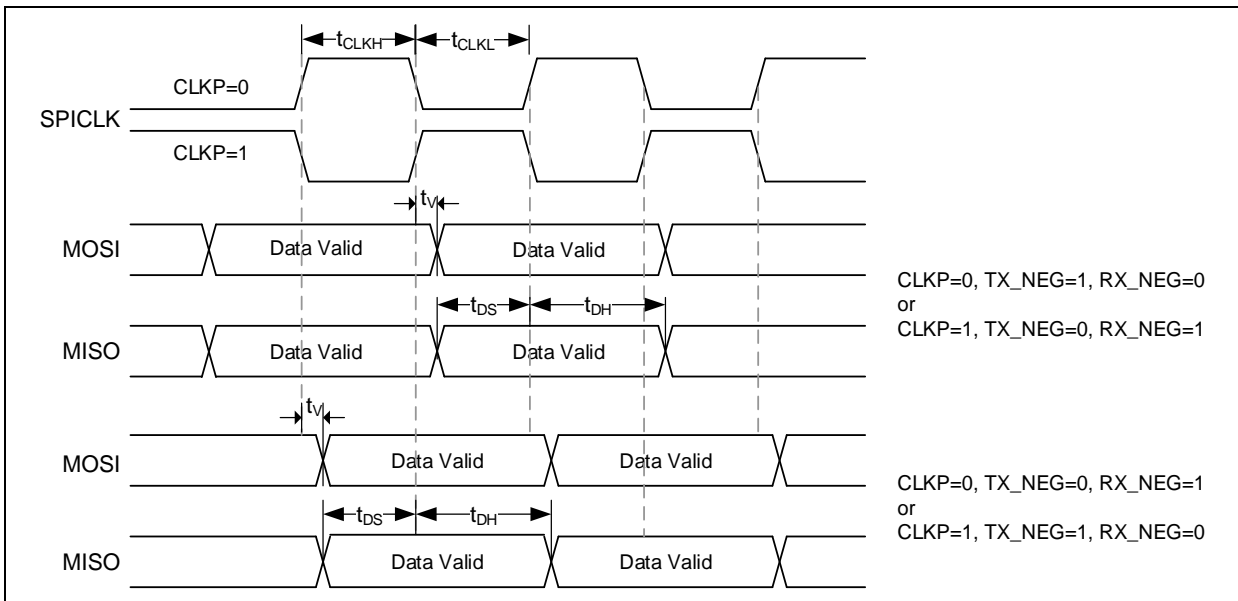 tCLKH
tCLKL
CLKP=0
SPICLK
CLKP=1
tV
MOSI
Data Valid
Data Valid
CLKP=0, TX_NEG=1, RX_NEG=0
or
CLKP=1, TX_NEG=0, RX_NEG=1
tDS
tDH
MISO
Data Valid
Data Valid
tV
MOSI
Data Valid
Data Valid
CLKP=0, TX_NEG=0, RX_NEG=1
or
CLKP=1, TX_NEG=1, RX_NEG=0
tDS
tDH
MISO
Data Valid
Data Valid